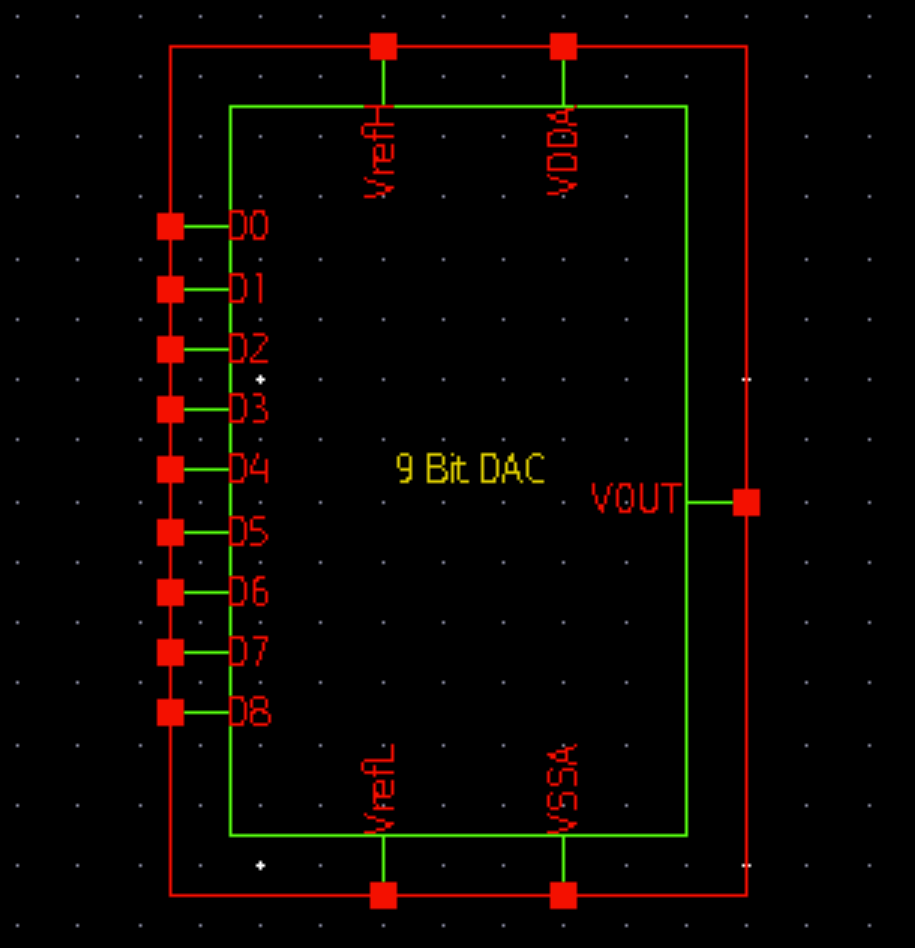 VrefH VDDA
D0
D1
D2
D3
D4
9 Bit DAC
VOUT
D5
D6
D7
D8
VrefL VSSA